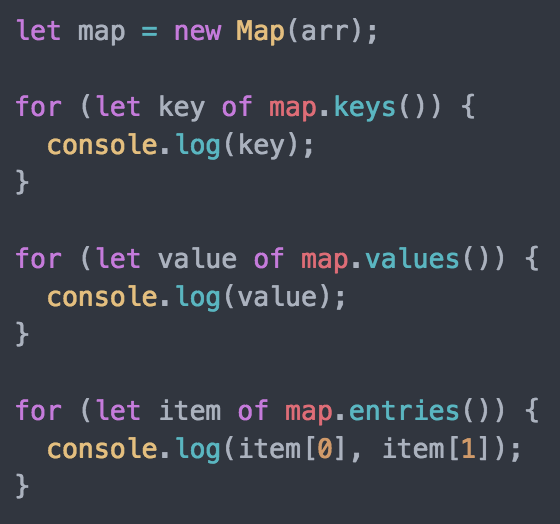 let map = new Map(arr);
for (let key of map.keys()) {
  console.log(key);
}
for (let value of map.values()) {
  console.log(value);
}
for (let item of map.entries()) {
  console.log(item[0], item[1]);
}